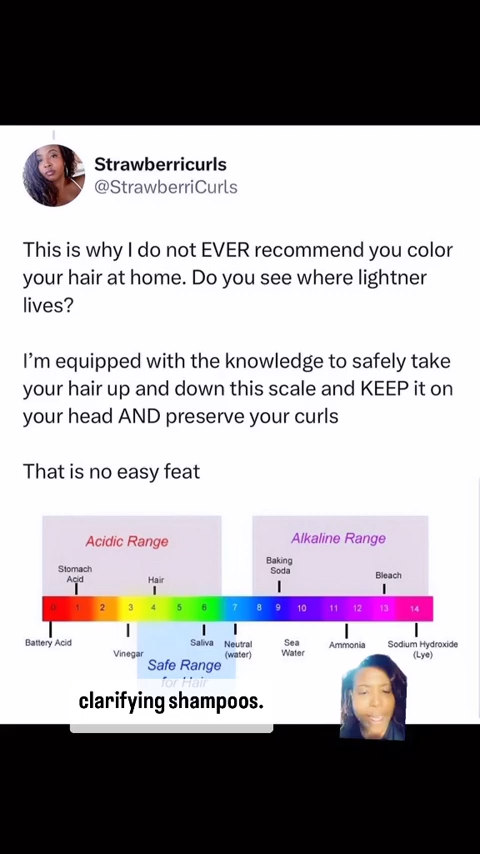 Strawberricurls
@StrawberriCurls
This is why I do not EVER recommend you color
your hair at home. Do you see where lightner
lives?
I'm equipped with the knowledge to safely take
your hair up and down this scale and KEEP it on
your head AND preserve your curls
That is no easy feat
Acidic Range
Alkaline Range
Stomach
Acid
Hair
Baking
Soda
Bleach
0 1 2 3 4 5 6 7 8 9 10 11 12 13 14
Battery Acid
Vinegar
Saliva
Neutral
(water)
Sea
Water
Ammonia
Sodium Hydroxide
(Lye)
Safe Range
for Hair
clarifying shampoos.